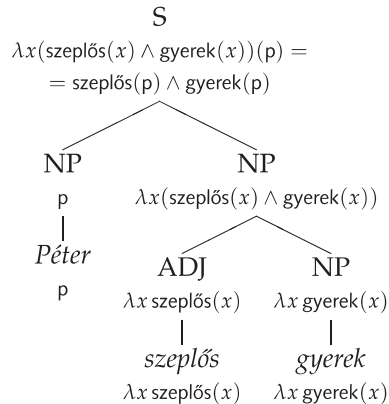 S
λx(szeplős(x) ∧ gyerek(x))(p) =
= szeplős(p) ∧ gyerek(p)
NP NP
p λx(szeplős(x) ∧ gyerek(x))
Péter ADJ NP
p λx szeplős(x) λx gyerek(x)
szeplős gyerek
λx szeplős(x) λx gyerek(x)